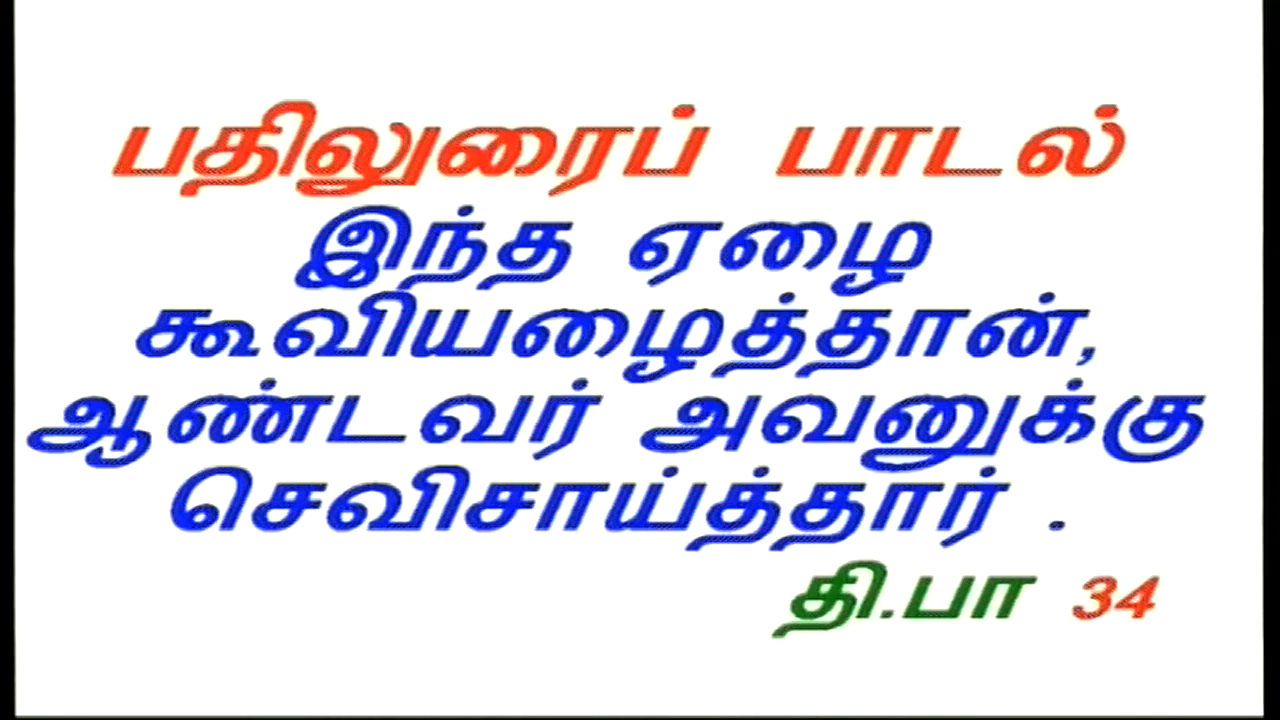 பதிலுரைப் பாடல்
இந்த ஏழை
கூவியழைத்தான்,
ஆண்டவர் அவனுக்கு
செவிசாய்த்தார் .
தி.பா 34